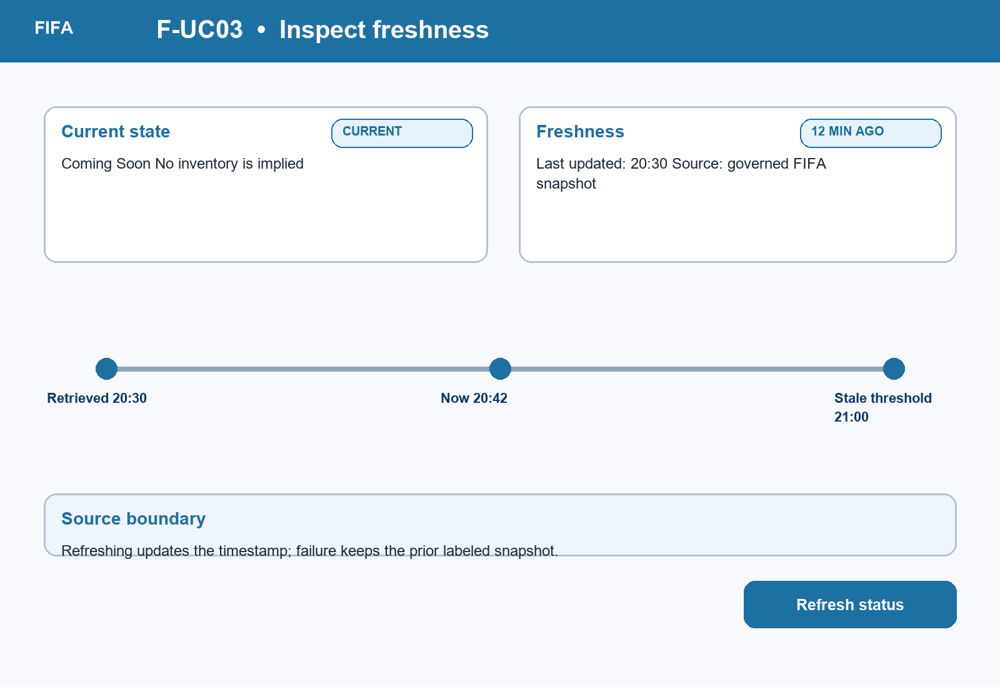 FIFA
F-UC03 • Inspect freshness
Current state
CURRENT
Coming Soon No inventory is implied
Freshness
12 MIN AGO
Last updated: 20:30 Source: governed FIFA
snapshot
Retrieved 20:30
Now 20:42
Stale threshold
21:00
Source boundary
Refreshing updates the timestamp; failure keeps the prior labeled snapshot.
Refresh status